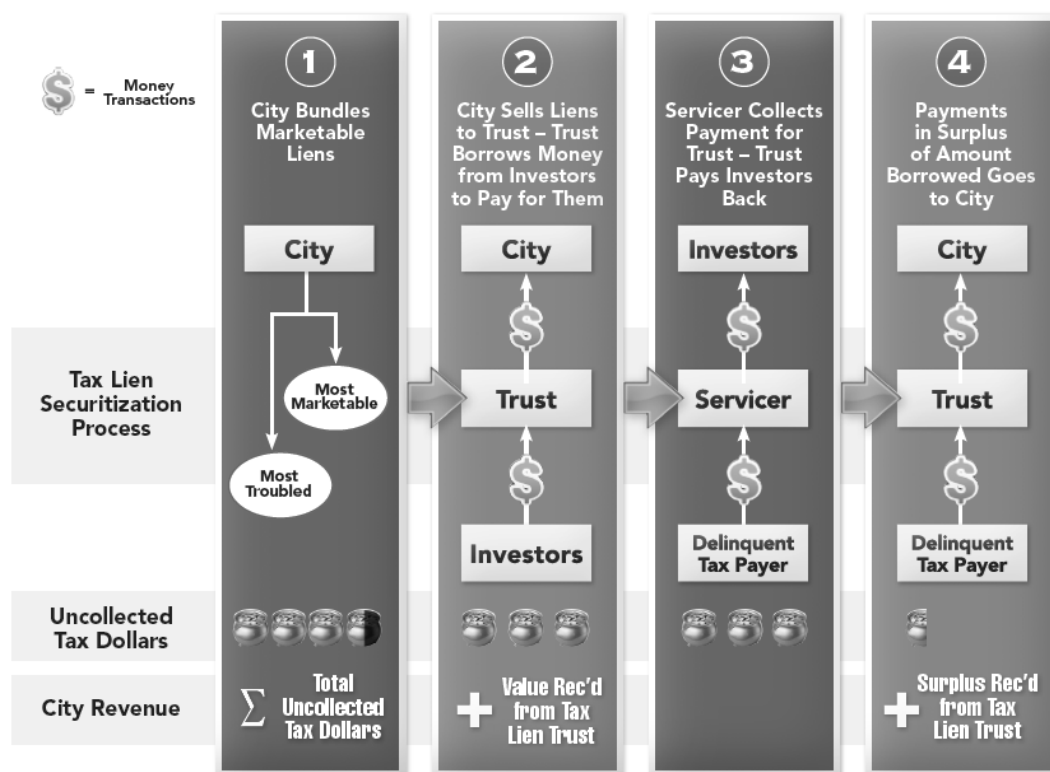 $ = Money
Transactions
1
City Bundles
Marketable
Liens
City
Most
Marketable
Most
Troubled
2
City Sells Liens
to Trust – Trust
Borrows Money
from Investors
to Pay for Them
City
$
Trust
$
Investors
3
Servicer Collects
Payment for
Trust – Trust
Pays Investors
Back
Investors
$
Servicer
$
Delinquent
Tax Payer
4
Payments
in Surplus
of Amount
Borrowed Goes
to City
City
$
Trust
$
Delinquent
Tax Payer
Tax Lien
Securitization
Process
Uncollected
Tax Dollars
City Revenue
∑ Total
Uncollected
Tax Dollars
+ Value Rec'd
from Tax
Lien Trust
+ Surplus Rec'd
from Tax
Lien Trust